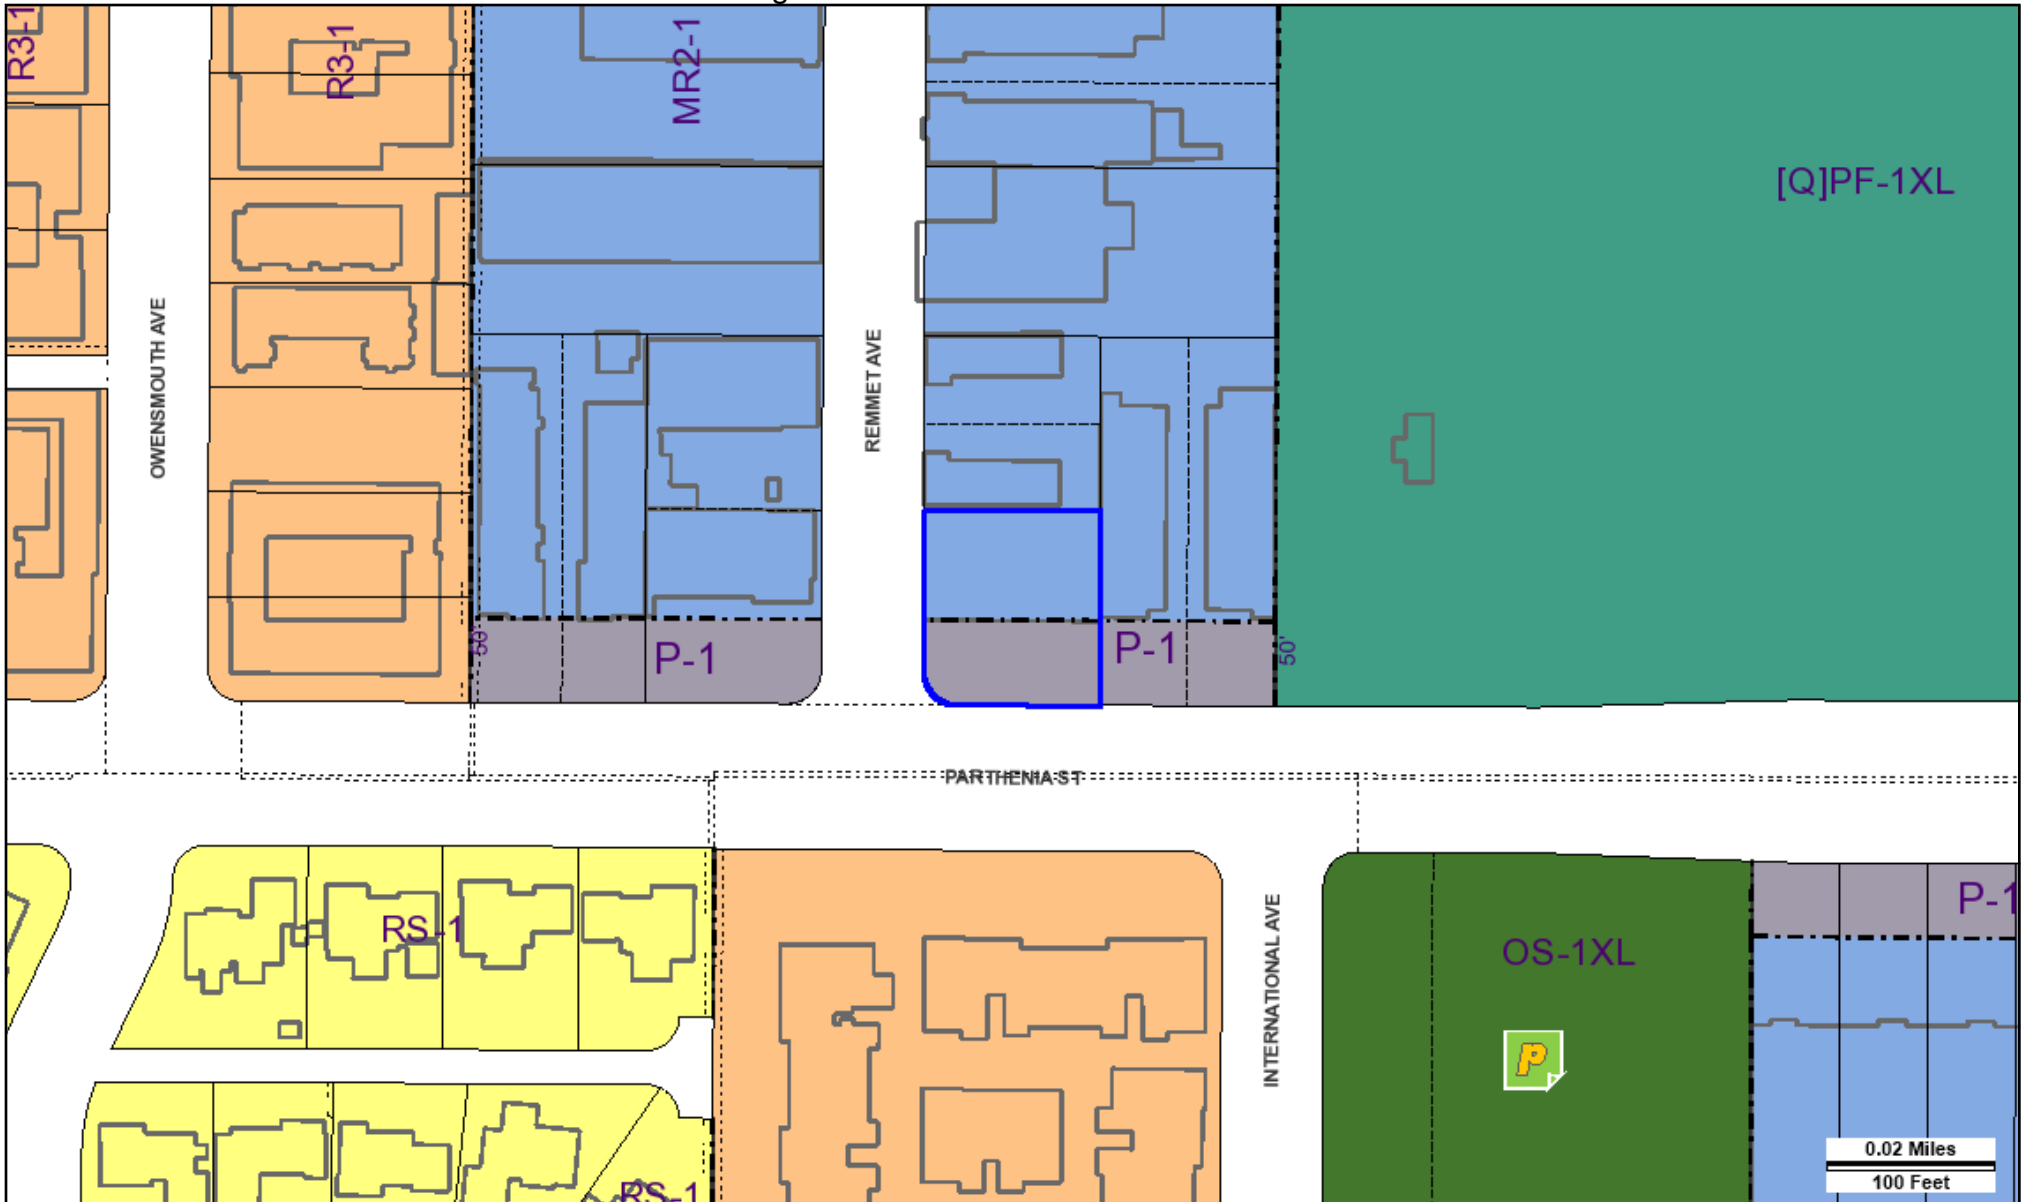 R3-1
R3-1
MR2-1
[Q]PF-1XL
OWENSMOUTH AVE
REMMET AVE
50'
P-1
P-1
50'
PARTHENIA ST
RS-1
INTERNATIONAL AVE
P-1
OS-1XL
P
0.02 Miles
100 Feet
RS-1